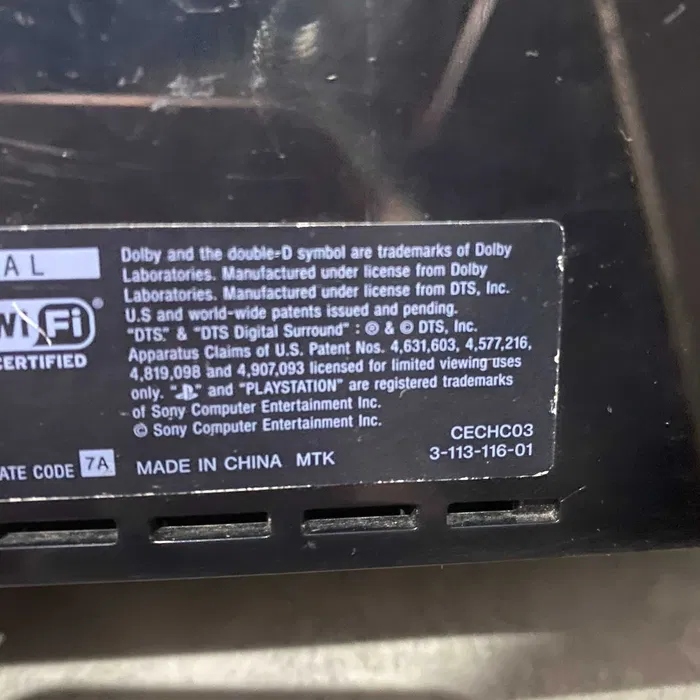 AL
Dolby and the double-D symbol are trademarks of Dolby
Laboratories. Manufactured under license from Dolby
Laboratories. Manufactured under license from DTS, Inc.
U.S and world-wide patents issued and pending.
"DTS," & "DTS Digital Surround" : ® & © DTS, Inc.
Apparatus Claims of U.S. Patent Nos. 4,631,603, 4,577,216,
4,819,098 and 4,907,093 licensed for limited viewing uses
only. "PS" and "PLAYSTATION" are registered trademarks
of Sony Computer Entertainment Inc.
© Sony Computer Entertainment Inc.
Wi Fi ®
CERTIFIED
CECHC03
3-113-116-01
ATE CODE 7A MADE IN CHINA MTK